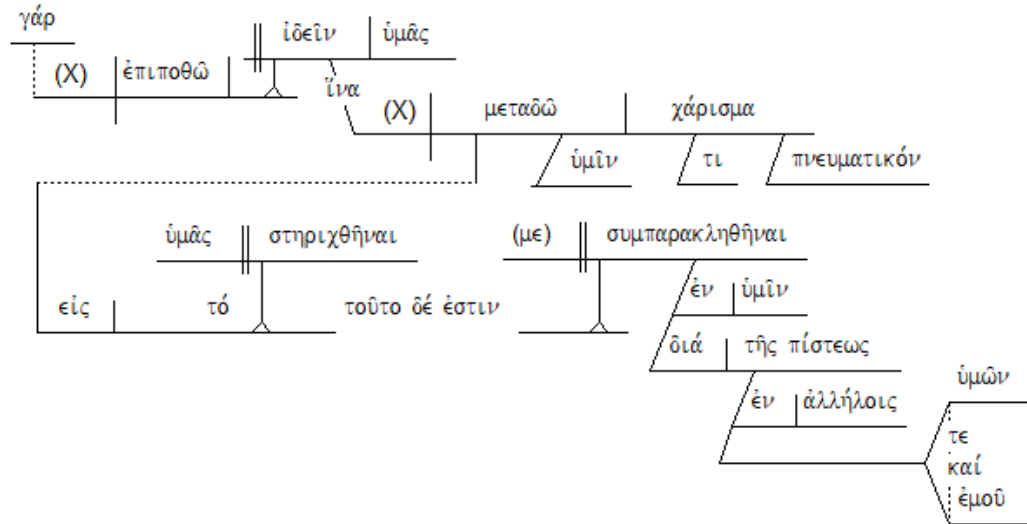 γάρ
(X) ἐπιποθῶ ἰδεῖν ὑμᾶς
ἵνα
(X) μεταδῶ χάρισμα
ὑμῖν τι πνευματικόν
ὑμᾶς στηριχθῆναι (με) συμπαρακληθῆναι
εἰς τό τοῦτο δέ ἐστιν
ἐν ὑμῖν
διά τῆς πίστεως
ἐν ἀλλήλοις
ὑμῶν
τε
καί
ἐμοῦ